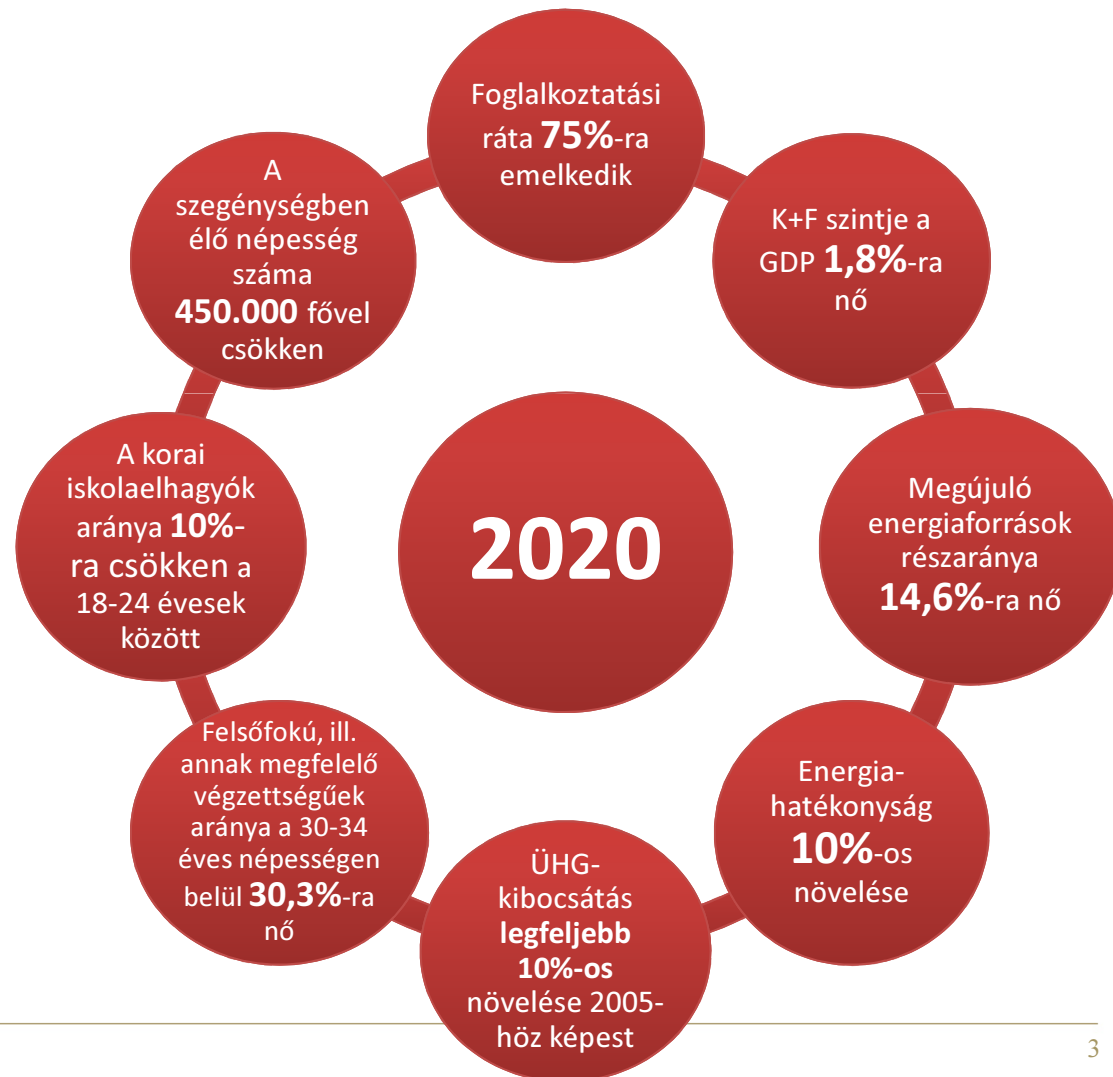 Foglalkoztatási
ráta 75%-ra
emelkedik
K+F szintje a
GDP 1,8%-ra
nő
Megújuló
energiaforrások
részaránya
14,6%-ra nő
Energia-
hatékonyság
10%-os
növelése
ÜHG-
kibocsátás
legfeljebb
10%-os
növelése 2005-
höz képest
Felsőfokú, ill.
annak megfelelő
végzettségűek
aránya a 30-34
éves népességen
belül 30,3%-ra
nő
A korai
iskolaelhagyók
aránya 10%-
ra csökken a
18-24 évesek
között
A
szegénységben
élő népesség
száma
450.000 fővel
csökken
2020
3